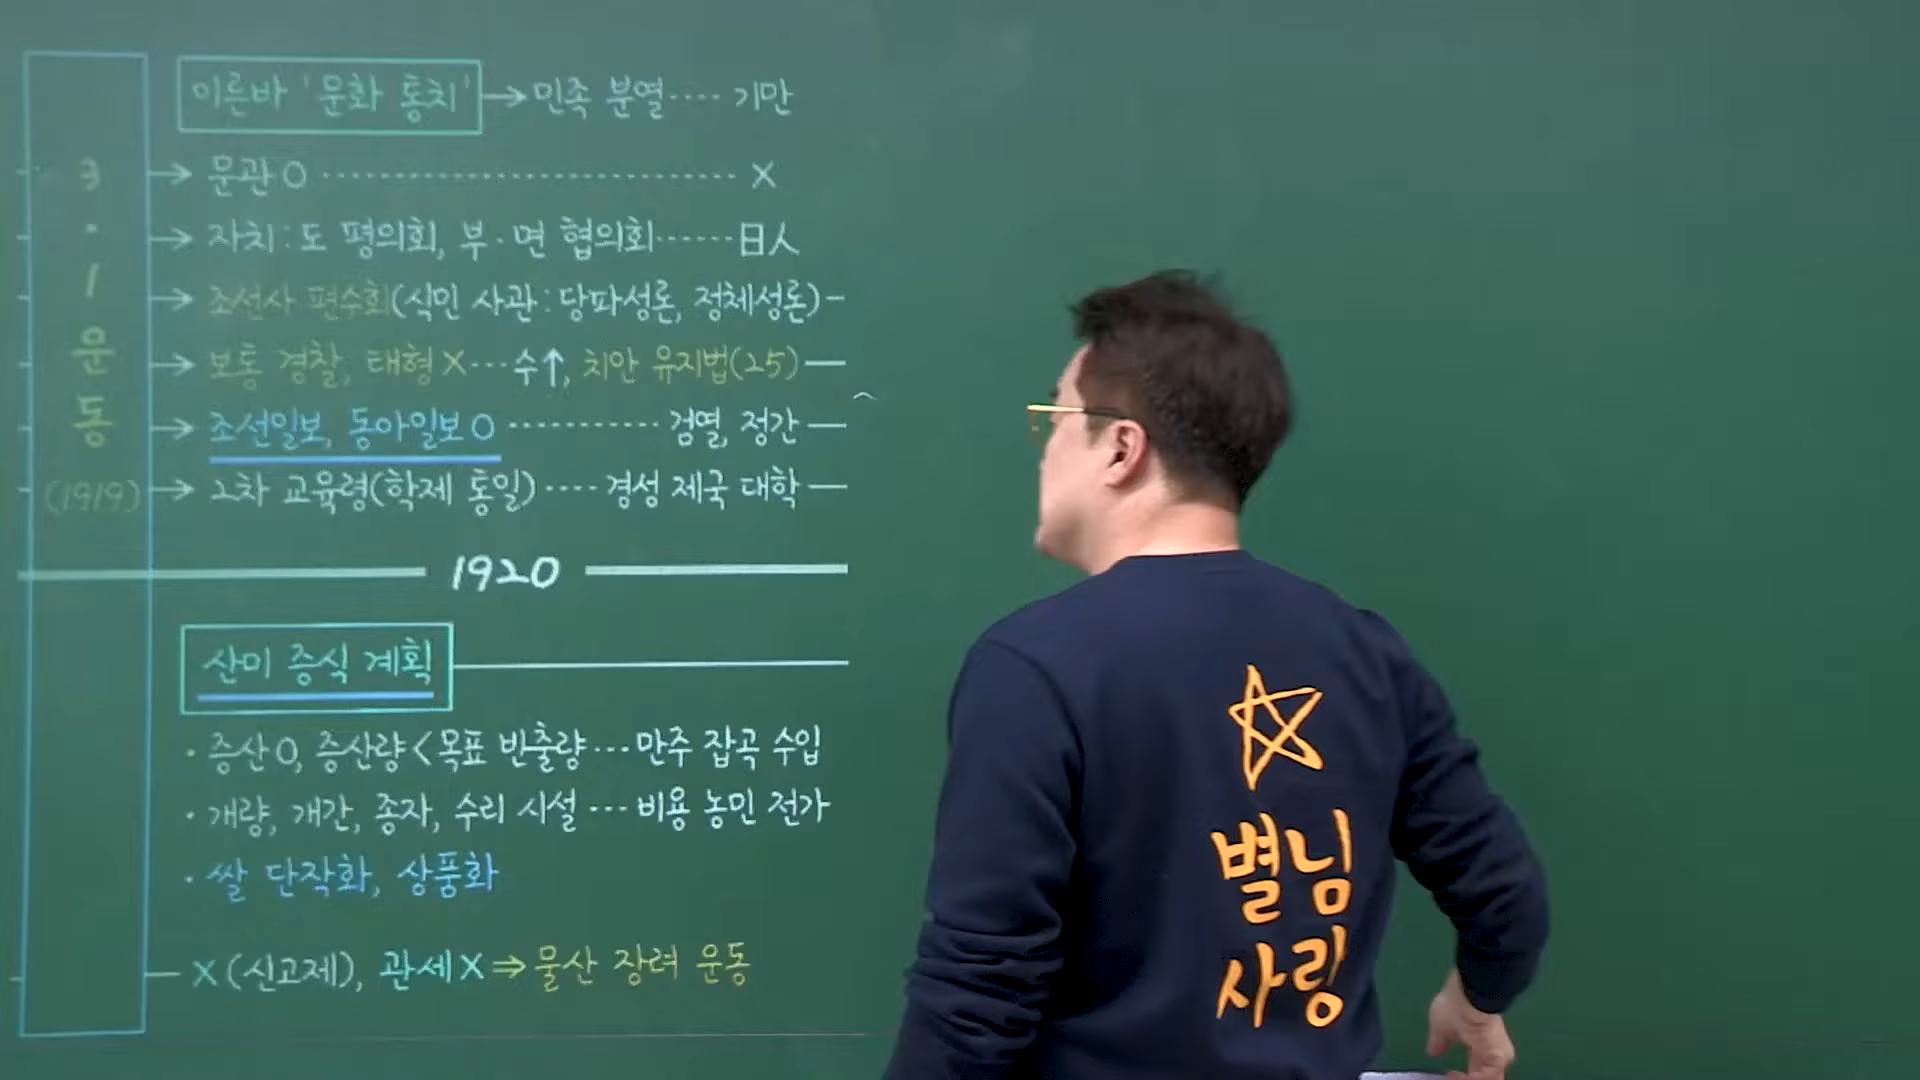 이른바 '문화 통치' → 민족 분열···· 기만
3·1운동(1919)
→ 문관 O ······························ X
→ 자치 : 도 평의회, 부·면 협의회······日人
→ 조선사 편수회(식민 사관 : 당파성론, 정체성론)-
→ 보통 경찰, 태형 X···수↑, 치안 유지법(25)―
→ 조선일보, 동아일보 O ··········· 검열, 정간 ―
→ 2차 교육령(학제 통일) ···· 경성 제국 대학 ―
1920
산미 증식 계획
· 증산 O, 증산량 < 목표 반출량···만주 잡곡 수입
· 개량, 개간, 종자, 수리 시설 ··· 비용 농민 전가
· 쌀 단작화, 상품화
X (신고제), 관세 X ⇒ 물산 장려 운동
별님
사랑